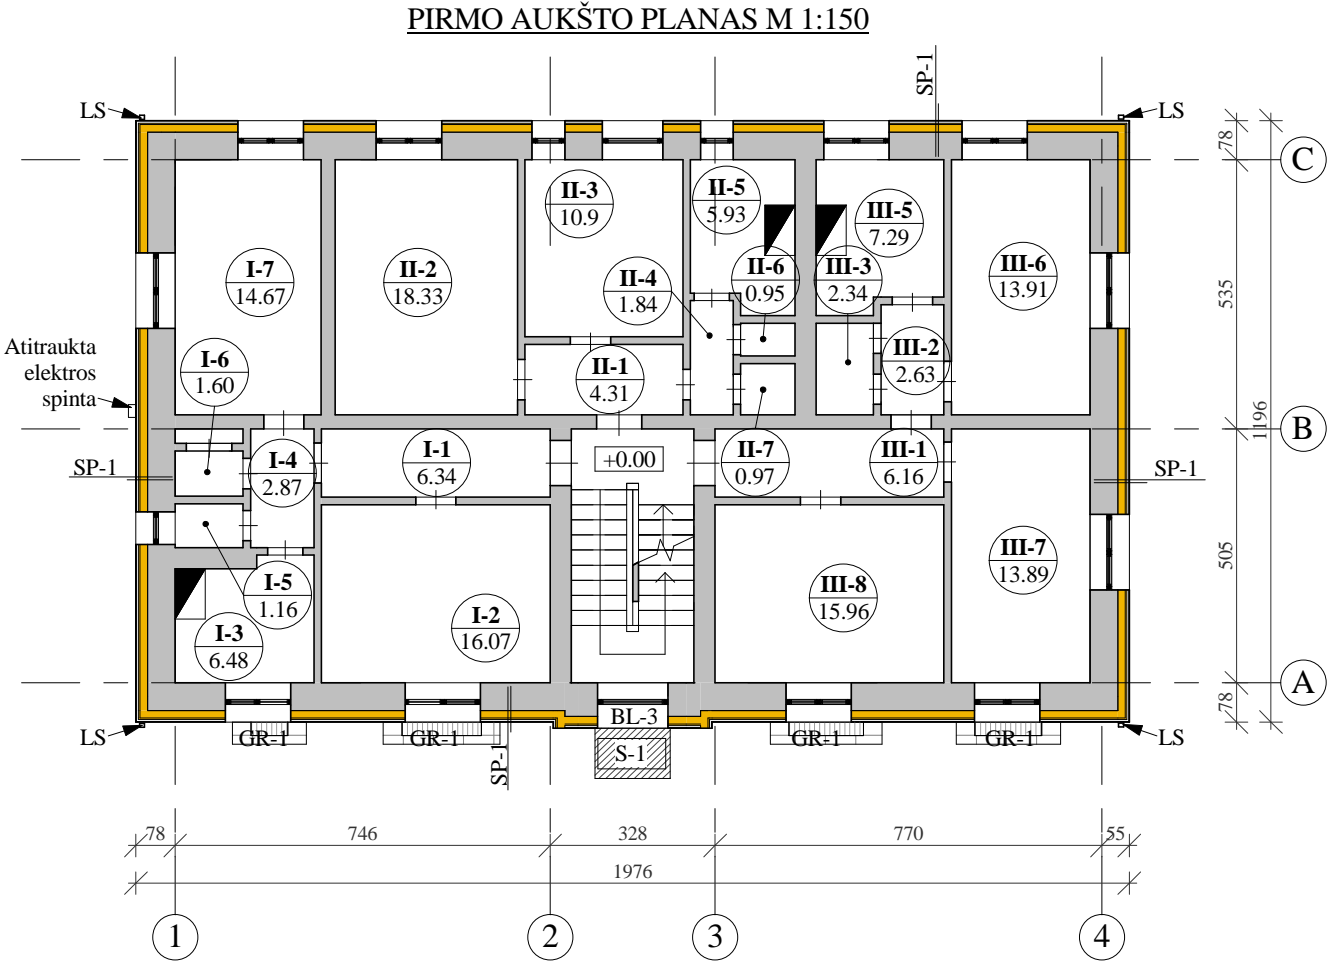 PIRMO AUKŠTO PLANAS M 1:150
SP-1
LS
LS
78
C
II-3
10.9
II-5
5.93
III-5
7.29
I-7
14.67
II-2
18.33
II-4
1.84
II-6
0.95
III-3
2.34
III-6
13.91
535
Atitraukta
elektros
spinta
I-6
1.60
II-1
4.31
III-2
2.63
1196
B
SP-1
I-4
2.87
I-1
6.34
+0.00
II-7
0.97
III-1
6.16
SP-1
I-5
1.16
I-3
6.48
I-2
16.07
III-8
15.96
III-7
13.89
505
A
78
LS
GR-1
GR-1
SP-1
BL-3
S-1
GR-1
GR-1
LS
78
746
328
770
55
1976
1
2
3
4